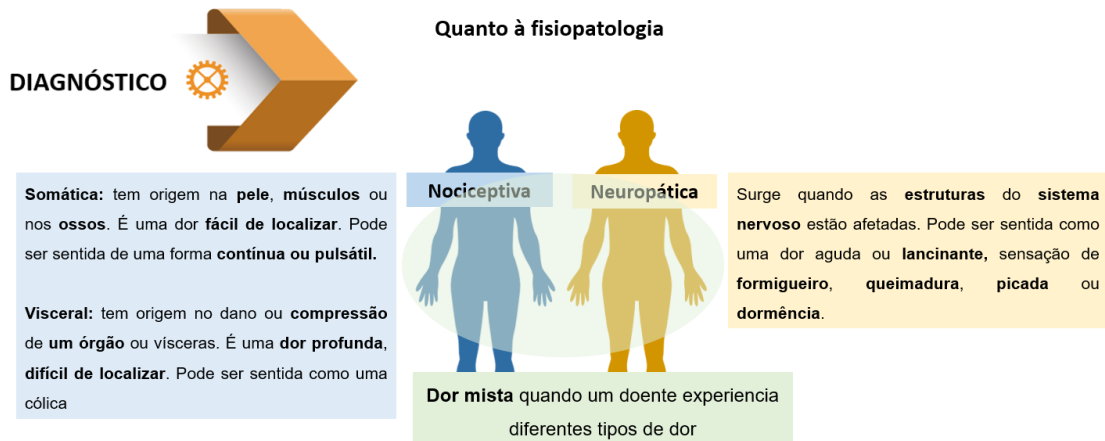 Quanto à fisiopatologia
DIAGNÓSTICO
Somática: tem origem na pele, músculos ou
nos ossos. É uma dor fácil de localizar. Pode
ser sentida de uma forma contínua ou pulsátil.
Visceral: tem origem no dano ou compressão
de um órgão ou vísceras. É uma dor profunda,
difícil de localizar. Pode ser sentida como uma
cólica
Nociceptiva
Neuropática
Surge quando as estruturas do sistema
nervoso estão afetadas. Pode ser sentida como
uma dor aguda ou lancinante, sensação de
formigueiro, queimadura, picada ou
dormência.
Dor mista quando um doente experiencia
diferentes tipos de dor